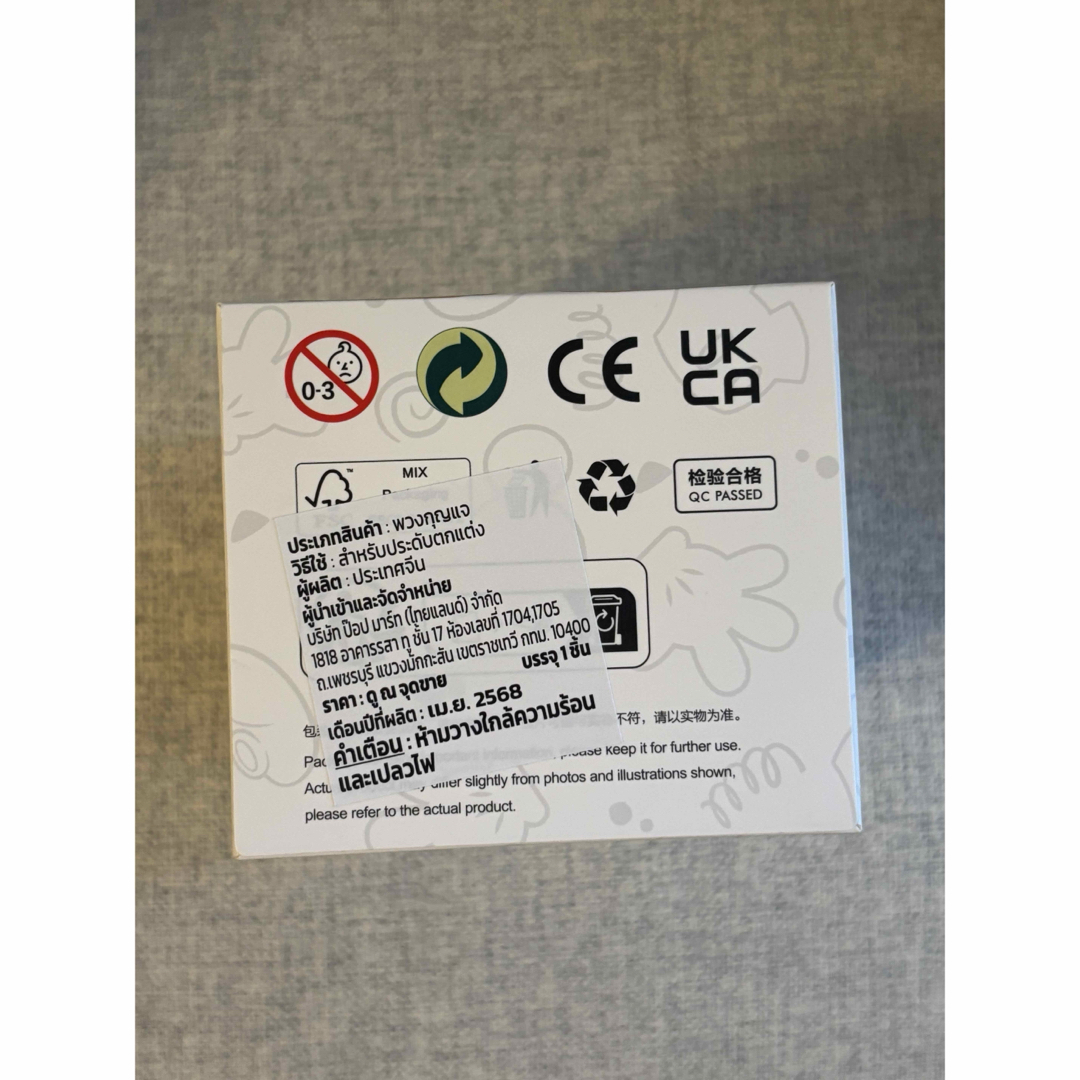 0-3
CE
UK
CA
MIX
检验合格
QC PASSED
ประเภทสินค้า : พวงกุญแจ
วิธีใช้ : สำหรับประดับตกแต่ง
ผู้ผลิต : ประเทศจีน
ผู้นำเข้าและจัดจำหน่าย
บริษัท ป๊อป มาร์ท (ไทยแลนด์) จำกัด
1818 อาคารรสา ทู ชั้น 17 ห้องเลขที่ 1704,1705
ถ.เพชรบุรี แขวงมักกะสัน เขตราชเทวี กทม. 10400
ราคา : ดู ณ จุดขาย บรรจุ 1 ชิ้น
เดือนปีที่ผลิต : เม.ย. 2568
คำเตือน : ห้ามวางใกล้ความร้อน
และเปลวไฟ
不符，请以实物为准。
please keep it for further use.
differ slightly from photos and illustrations shown,
please refer to the actual product.